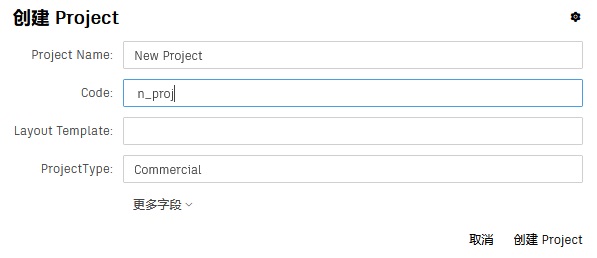 创建 Project
Project Name: New Project
Code: n_proj
Layout Template:
ProjectType: Commercial
更多字段
取消 创建 Project